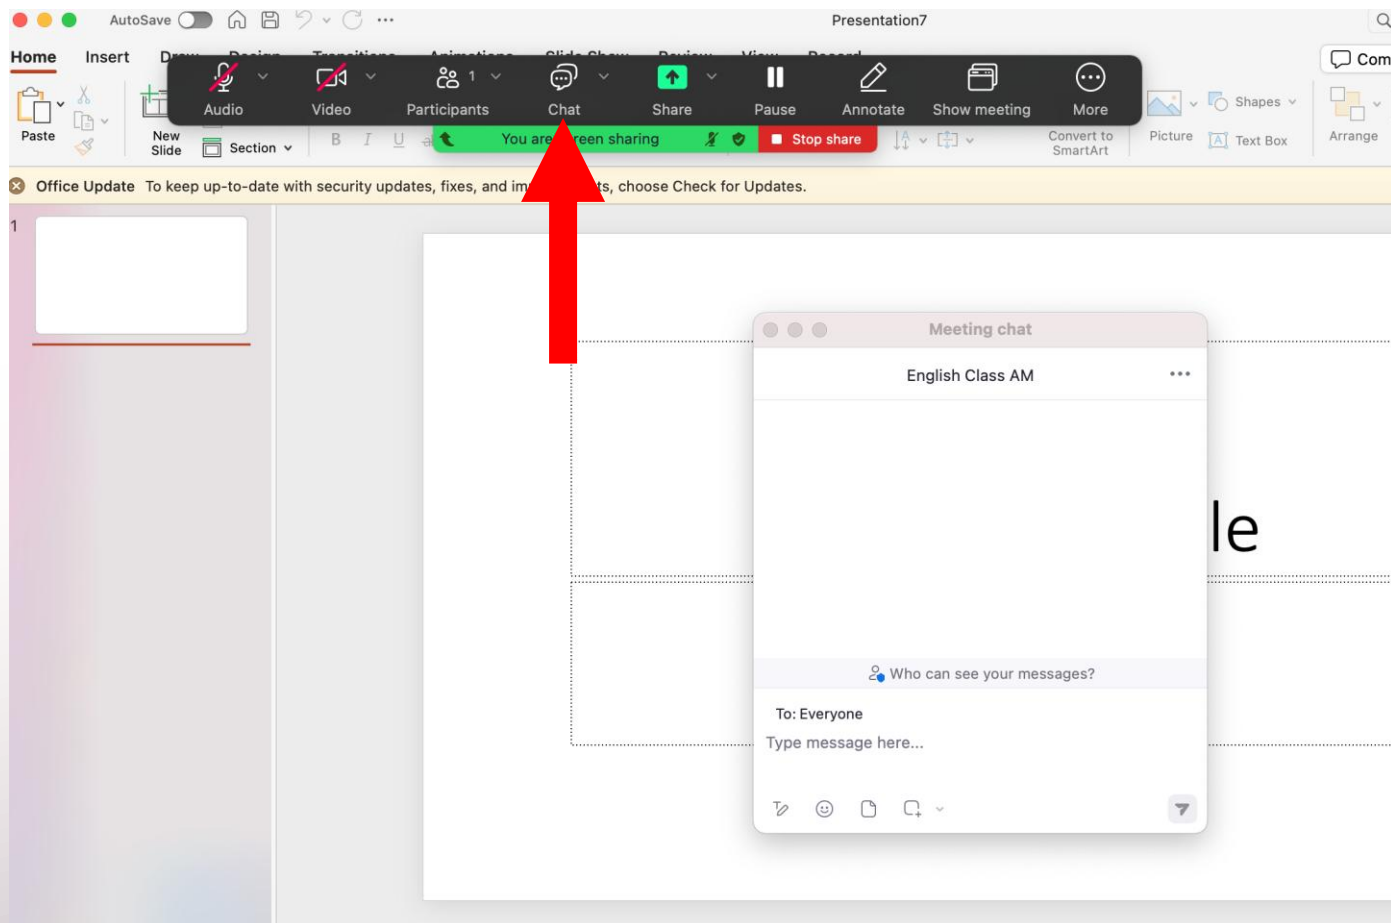 AutoSave
Presentation7
Home Insert
Com
Audio Video Participants 1 Chat Share Pause Annotate Show meeting More
Paste
New
Slide
Section
B I U
You are screen sharing
Stop share
Convert to
SmartArt
Picture
Shapes
Text Box
Arrange
Office Update To keep up-to-date with security updates, fixes, and choose Check for Updates.
1
Meeting chat
English Class AM
le
Who can see your messages?
To: Everyone
Type message here...